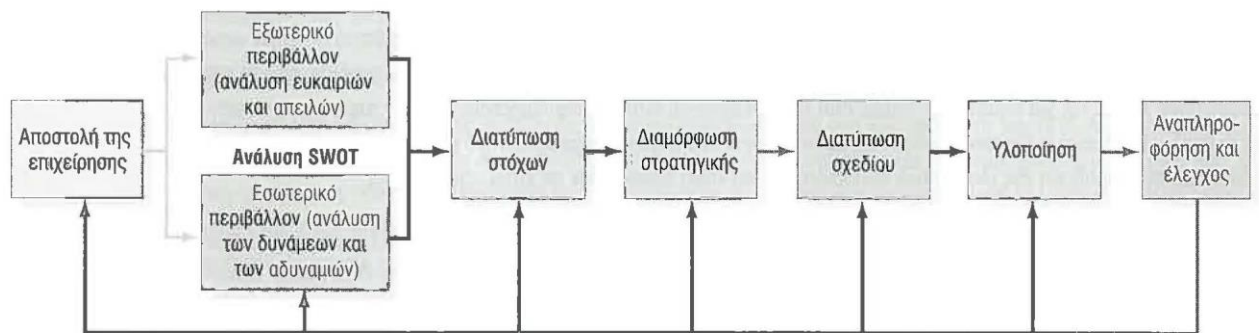 Αποστολή της
επιχείρησης
Εξωτερικό
περιβάλλον
(ανάλυση ευκαιριών
και απειλών)
Ανάλυση SWOT
Εσωτερικό
περιβάλλον (ανάλυση
των δυνάμεων και
των αδυναμιών)
Διατύπωση
στόχων
Διαμόρφωση
στρατηγικής
Διατύπωση
σχεδίου
Υλοποίηση
Αναπληρο-
φόρηση και
έλεγχος